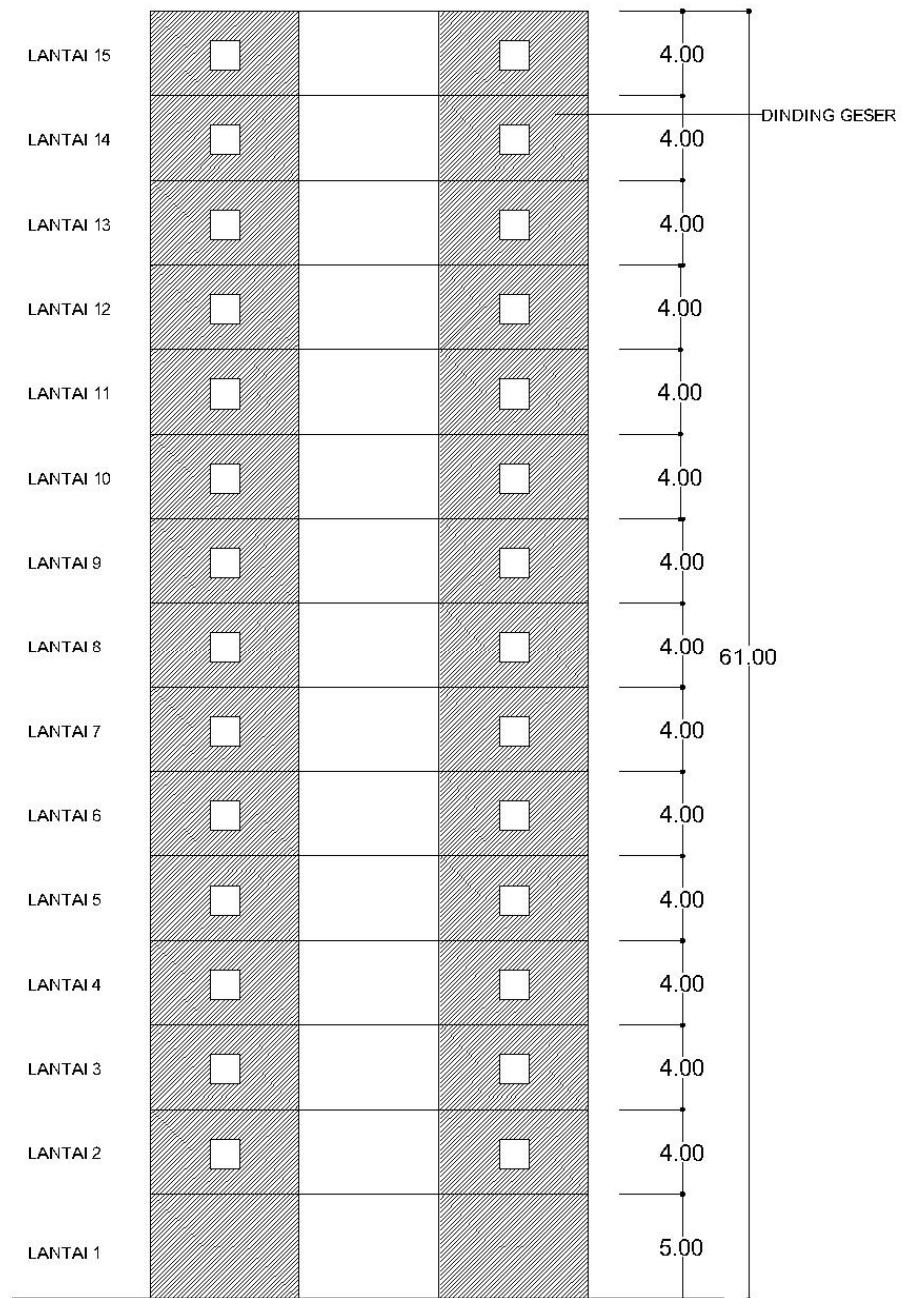 LANTAI 15
4.00
DINDING GESER
LANTAI 14
4.00
LANTAI 13
4.00
LANTAI 12
4.00
LANTAI 11
4.00
LANTAI 10
4.00
LANTAI 9
4.00
LANTAI 8
4.00
61.00
LANTAI 7
4.00
LANTAI 6
4.00
LANTAI 5
4.00
LANTAI 4
4.00
LANTAI 3
4.00
LANTAI 2
4.00
LANTAI 1
5.00